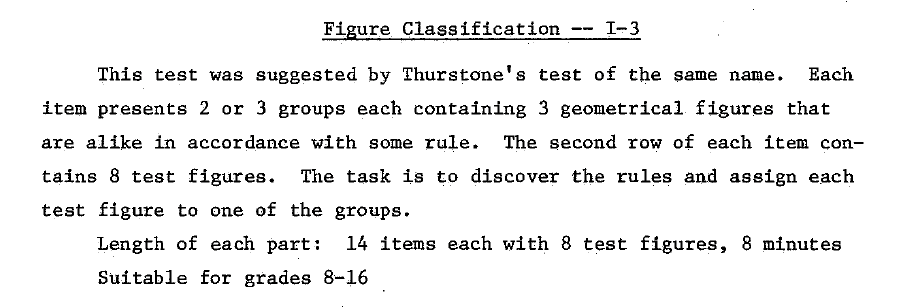 Figure Classification -- I-3
This test was suggested by Thurstone's test of the same name. Each
item presents 2 or 3 groups each containing 3 geometrical figures that
are alike in accordance with some rule. The second row of each item con-
tains 8 test figures. The task is to discover the rules and assign each
test figure to one of the groups.
Length of each part: 14 items each with 8 test figures, 8 minutes
Suitable for grades 8-16